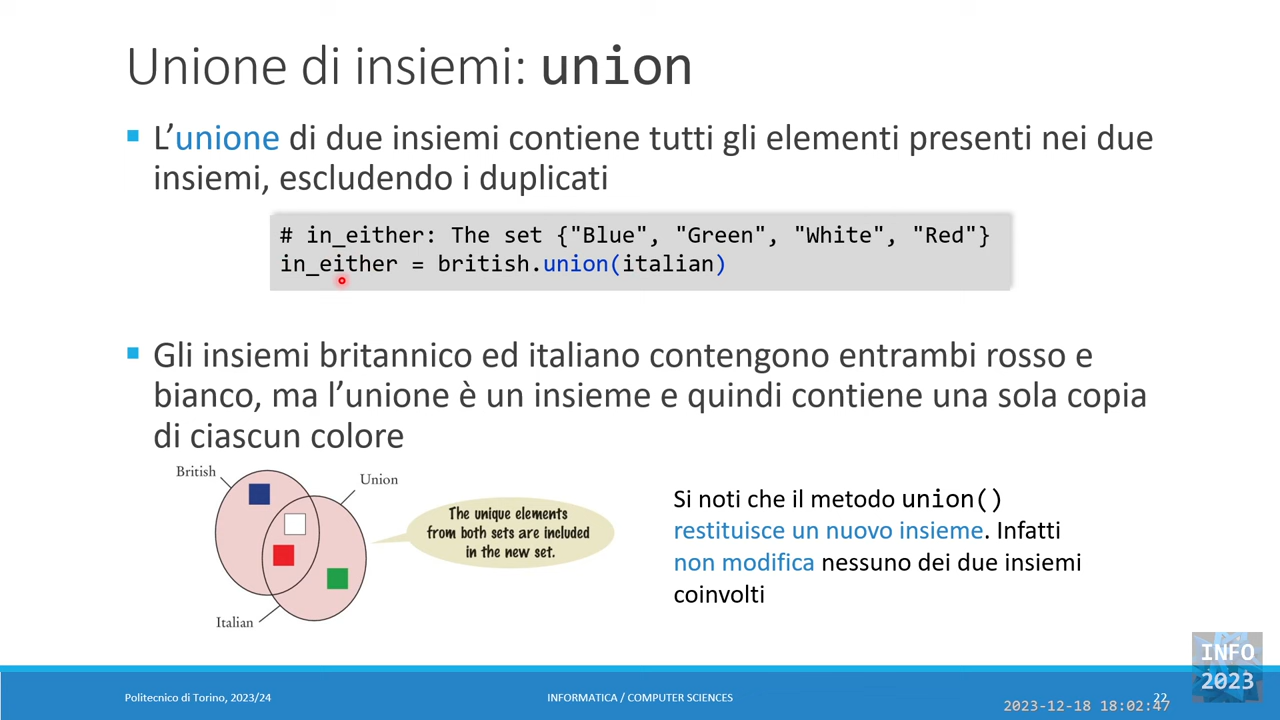 Unione di insiemi: union
▪ L’unione di due insiemi contiene tutti gli elementi presenti nei due
insiemi, escludendo i duplicati
# in_either: The set {"Blue", "Green", "White", "Red"}
in_either = british.union(italian)
▪ Gli insiemi britannico ed italiano contengono entrambi rosso e
bianco, ma l’unione è un insieme e quindi contiene una sola copia
di ciascun colore
British
Union
The unique elements
from both sets are included
in the new set.
Italian
Si noti che il metodo union()
restituisce un nuovo insieme. Infatti
non modifica nessuno dei due insiemi
coinvolti
INFO
2023
Politecnico di Torino, 2023/24
INFORMATICA / COMPUTER SCIENCES
22
2023-12-18 18:02:47